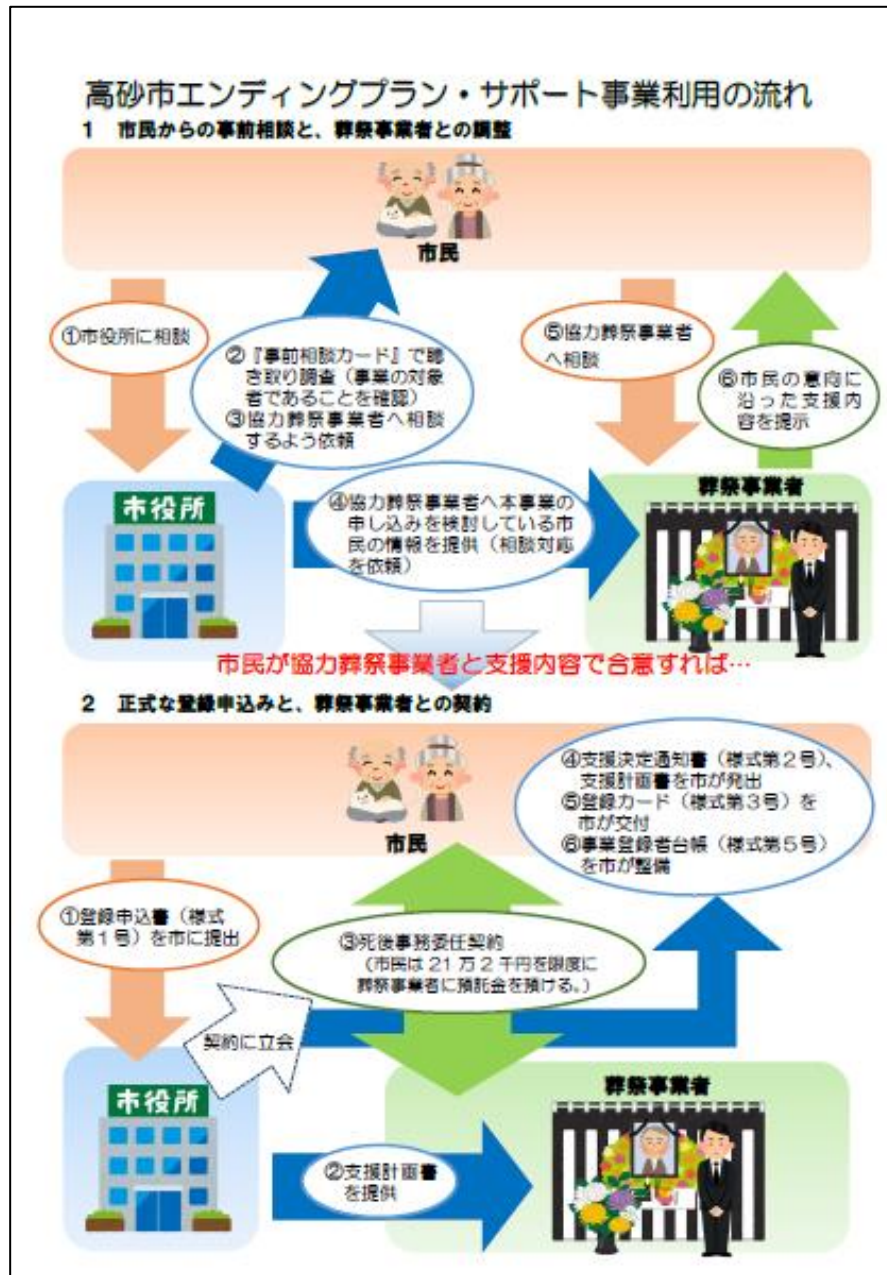 高砂市エンディングプラン・サポート事業利用の流れ
1 市民からの事前相談と、葬祭事業者との調整
市民
①市役所に相談
②『事前相談カード』で聴
き取り調査（事業の対象
者であることを確認）
③協力葬祭事業者へ相談
するよう依頼
⑤協力葬祭事業者
へ相談
⑥市民の意向に
沿った支援内
容を提示
市役所
④協力葬祭事業者へ本事業の
申し込みを検討している市
民の情報を提供（相談対応
を依頼）
葬祭事業者
市民が協力葬祭事業者と支援内容で合意すれば…
2 正式な登録申込みと、葬祭事業者との契約
市民
④支援決定通知書（様式第２号）、
支援計画書を市が発出
⑤登録カード（様式第３号）を
市が交付
⑥事業登録者台帳（様式第５号）
を市が整備
①登録申込書（様式
第１号）を市に提出
③死後事務委任契約
（市民は 21 万 2 千円を限度に
葬祭事業者に預託金を預ける。）
契約に立会
市役所
葬祭事業者
②支援計画書
を提供